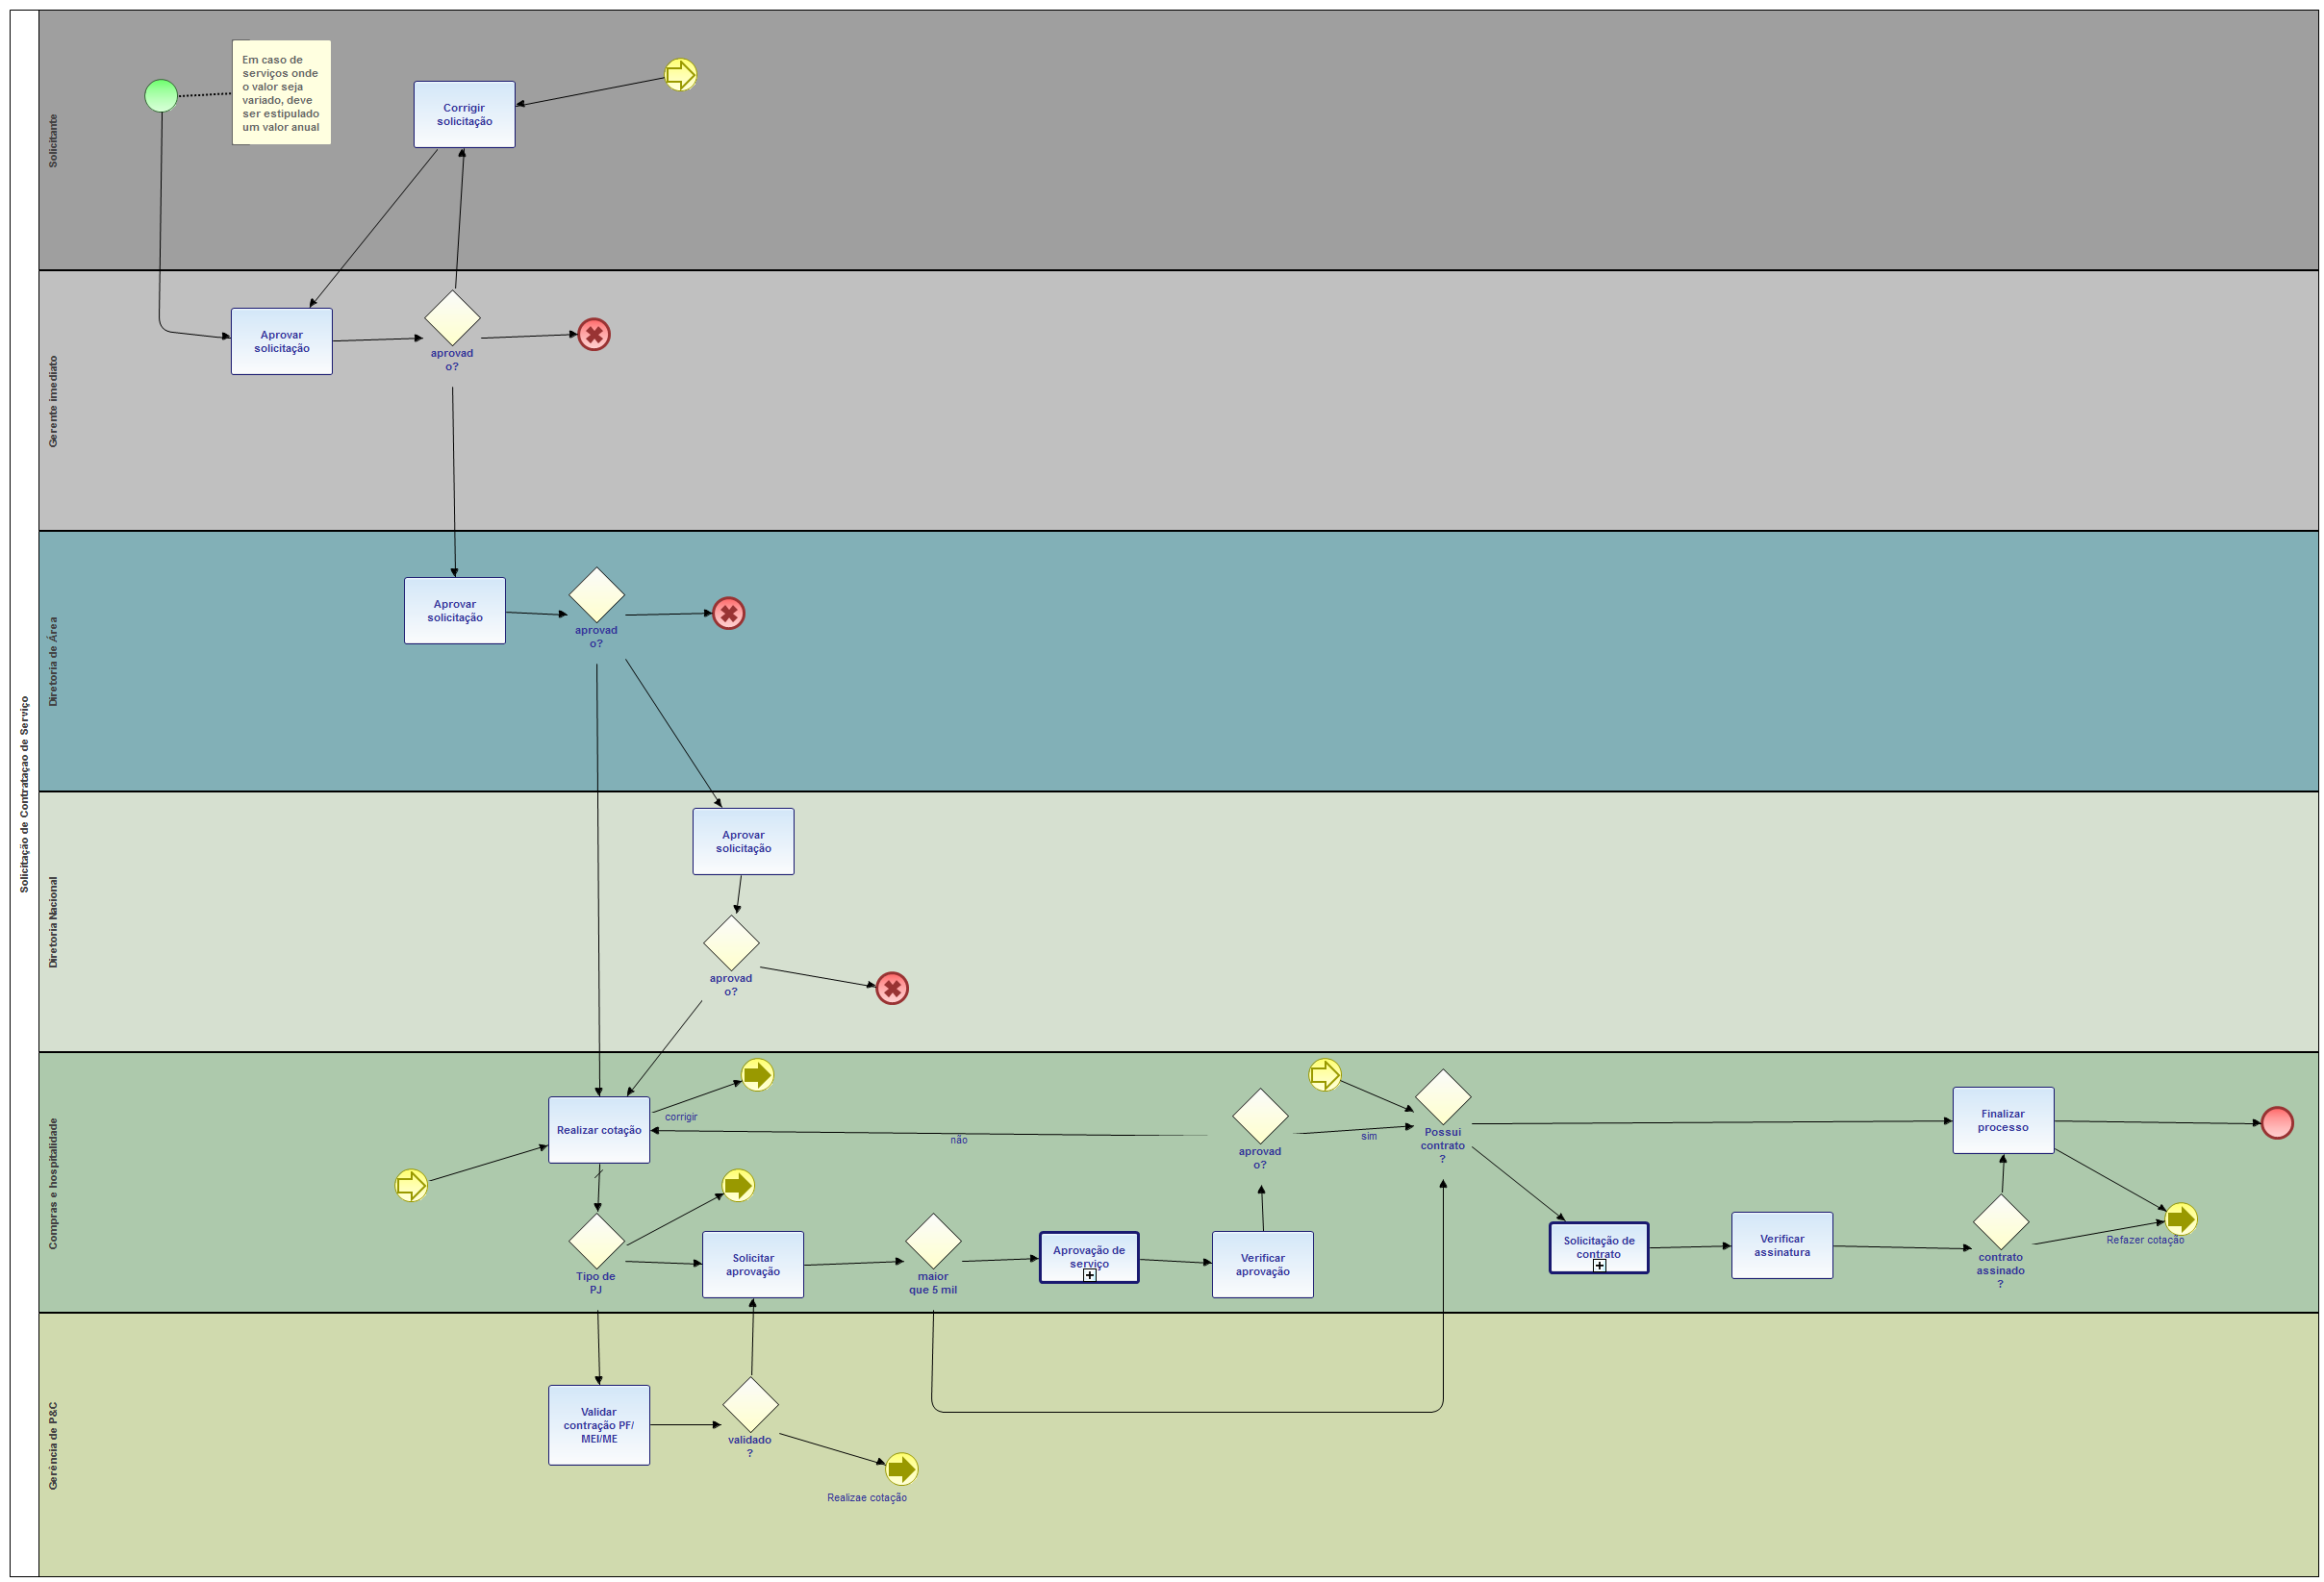 Solicitação de Contratação de Serviço
Solicitante
Em caso de
serviços onde
o valor seja
variado, deve
ser estipulado
um valor anual
Corrigir
solicitação
Gerente imediato
Aprovar
solicitação
aprovad
o?
Diretoria de Área
Aprovar
solicitação
aprovad
o?
Diretoria Nacional
Aprovar
solicitação
aprovad
o?
Compras e hospitalidade
Realizar cotação
corrigir
não
aprovad
o?
sim
Possui
contrato
?
Finalizar
processo
Tipo de
PJ
Solicitar
aprovação
maior
que 5 mil
Aprovação de
serviço
Verificar
aprovação
Solicitação de
contrato
Verificar
assinatura
contrato
assinado
?
Refazer cotação
Gerência de P&C
Validar
contração PF/
MEI/ME
validado
?
Realizae cotação